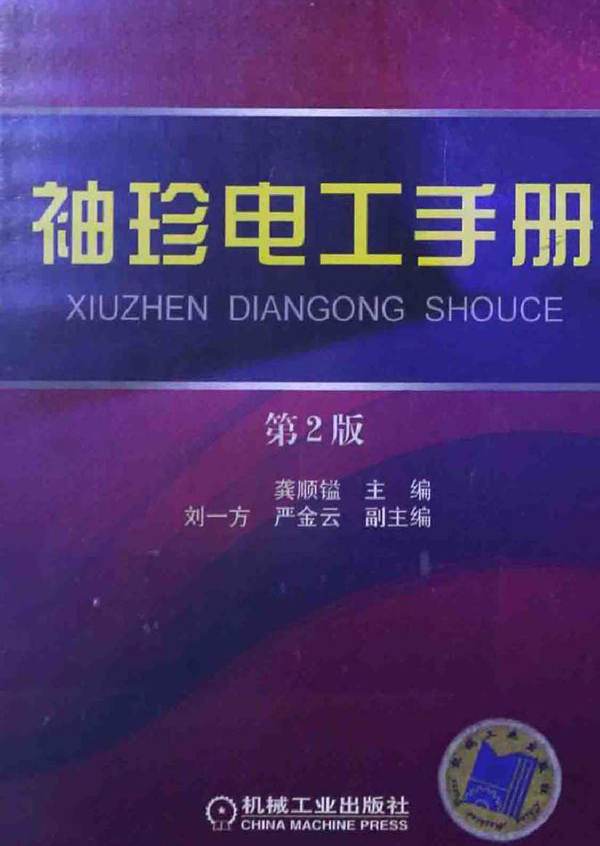 袖珍电工手册
XIUZHEN DIANGONG SHOUCE
第2版
龚顺镒 主 编
刘一方 严金云 副主编
机械工业出版社
CHINA MACHINE PRESS